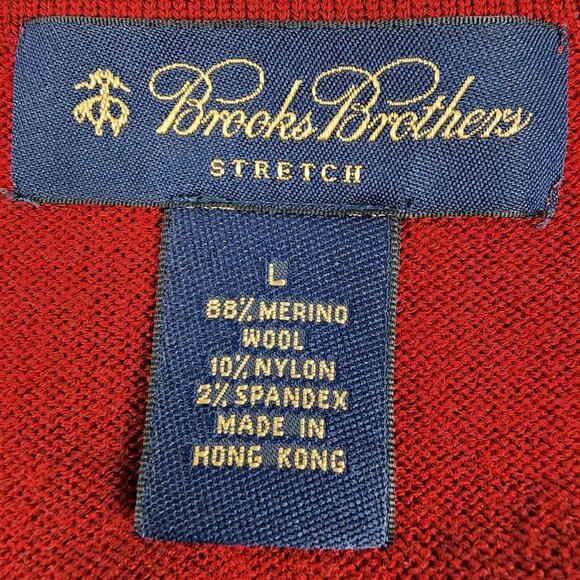 Brooks Brothers
STRETCH
L
88% MERINO
WOOL
10% NYLON
2% SPANDEX
MADE IN
HONG KONG